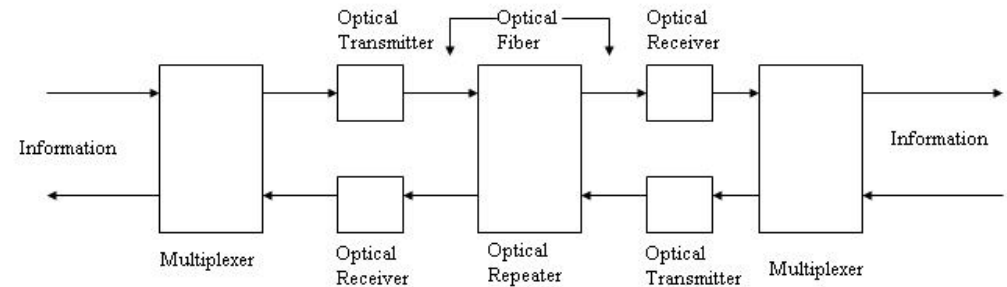 Optical
Transmitter
Optical
Fiber
Optical
Receiver
Information
Information
Multiplexer
Optical
Receiver
Optical
Repeater
Optical
Transmitter
Multiplexer